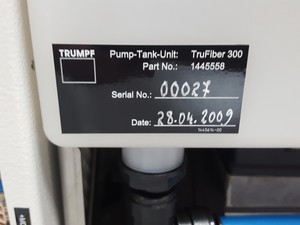 TRUMPF
Pump-Tank-Unit: TruFiber 300
Part No.: 1445558
Serial No.: 00027
Date: 28.04.2009